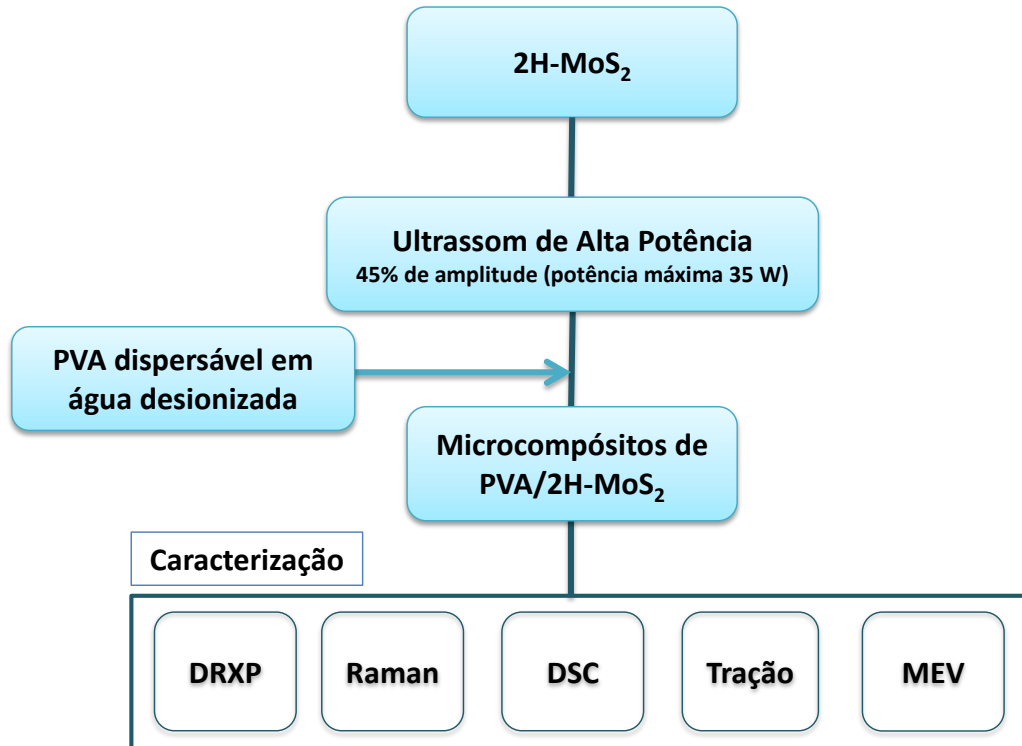 2H-MoS₂
Ultrassom de Alta Potência
45% de amplitude (potência máxima 35 W)
PVA dispersável em
água desionizada
Microcompósitos de
PVA/2H-MoS₂
Caracterização
DRXP
Raman
DSC
Tração
MEV